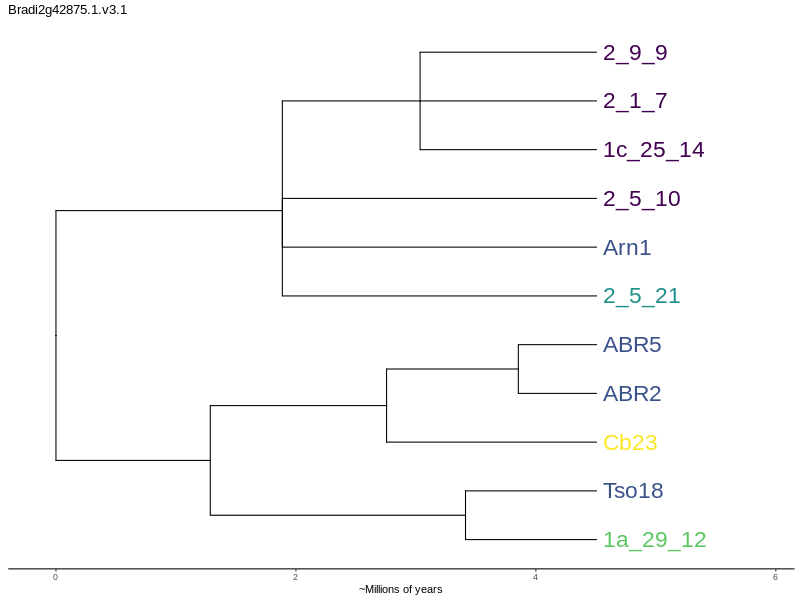 Bradi2g42875.1.v3.1
2_9_9
2_1_7
1c_25_14
2_5_10
Arn1
2_5_21
ABR5
ABR2
Cb23
Tso18
1a_29_12
0 2 4 6
~Millions of years